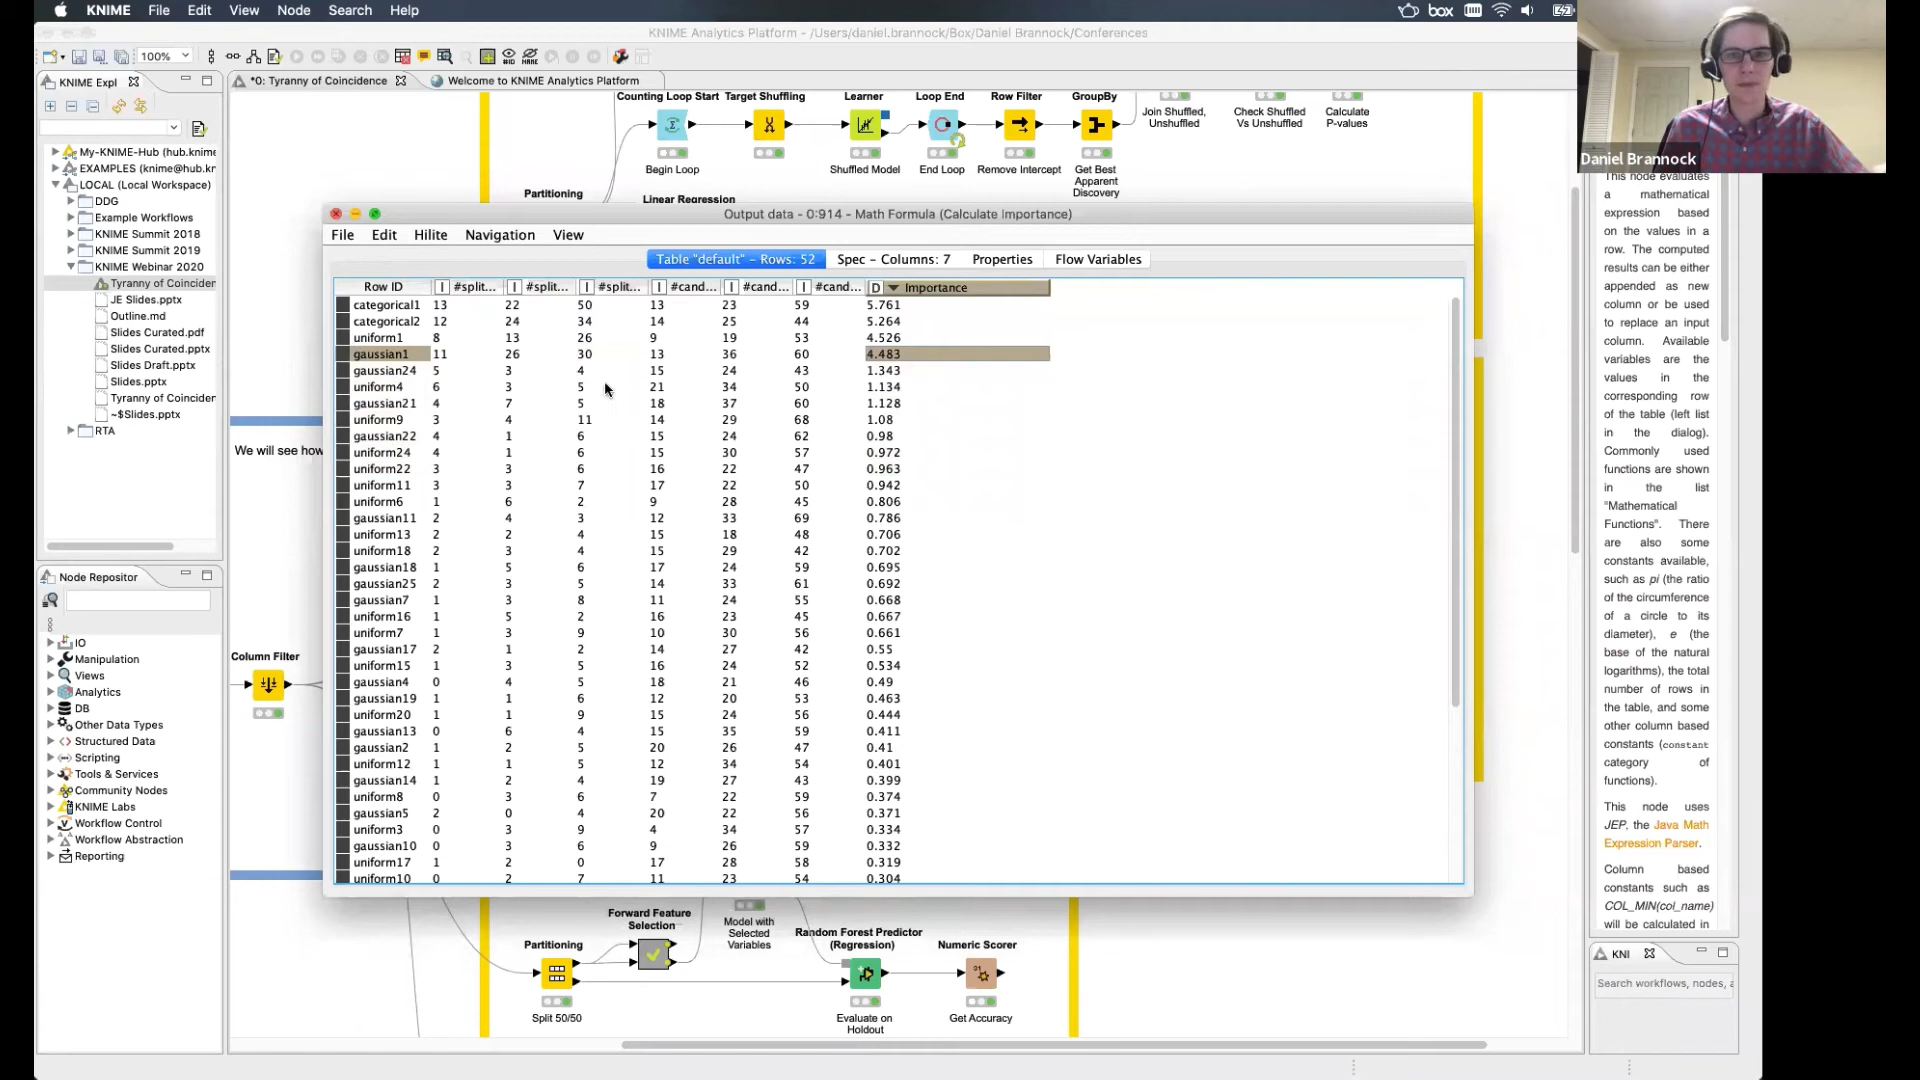 KNIME File Edit View Node Search Help
box
KNIME Analytics Platform - /Users/daniel.brannock/Box/Daniel Brannock/Conferences
100%
KNIME Expl
*0: Tyranny of Coincidence
Welcome to KNIME Analytics Platform
My-KNIME-Hub (hub.knime
EXAMPLES (knime@hub.kn
LOCAL (Local Workspace)
DDG
Example Workflows
KNIME Summit 2018
KNIME Summit 2019
KNIME Webinar 2020
Tyranny of Coinciden
JE Slides.pptx
Outline.md
Slides Curated.pdf
Slides Curated.pptx
Slides Draft.pptx
Slides.pptx
Tyranny of Coinciden
~$Slides.pptx
RTA
Node Repositor
IO
Manipulation
Views
Analytics
DB
Other Data Types
Structured Data
Scripting
Tools & Services
Community Nodes
KNIME Labs
Workflow Control
Workflow Abstraction
Reporting
Counting Loop Start
Target Shuffling
Learner
Loop End
Row Filter
GroupBy
Begin Loop
Shuffled Model
End Loop
Remove Intercept
Get Best
Apparent
Discovery
Join Shuffled,
Unshuffled
Check Shuffled
Vs Unshuffled
Calculate
P-values
Partitioning
Linear Regression
We will see how
Column Filter
Output data - 0:914 - Math Formula (Calculate Importance)
File Edit Hilite Navigation View
Table "default" - Rows: 52 Spec - Columns: 7 Properties Flow Variables
Row ID I #split... I #split... I #split... I #cand... I #cand... I #cand... D Importance
categorical1 13 22 50 13 23 59 5.761
categorical2 12 24 34 14 25 44 5.264
uniform1 8 13 26 9 19 53 4.526
gaussian1 11 26 30 13 36 60 4.483
gaussian24 5 3 4 15 24 43 1.343
uniform4 6 3 5 21 34 50 1.134
gaussian21 4 7 5 18 37 60 1.128
uniform9 3 4 11 14 29 68 1.08
gaussian22 4 1 6 15 24 62 0.98
uniform24 4 1 6 15 30 57 0.972
uniform22 3 3 6 16 22 47 0.963
uniform11 3 3 7 17 22 50 0.942
uniform6 1 6 2 9 28 45 0.806
gaussian11 2 4 3 12 33 69 0.786
uniform13 2 2 4 15 18 48 0.706
uniform18 2 3 4 15 29 42 0.702
gaussian18 1 5 6 17 24 59 0.695
gaussian25 2 3 5 14 33 61 0.692
gaussian7 1 3 8 11 24 55 0.668
uniform16 1 5 2 16 23 45 0.667
uniform7 1 3 9 10 30 56 0.661
gaussian17 2 1 2 14 27 42 0.55
uniform15 1 3 5 16 24 52 0.534
gaussian4 0 4 5 18 21 46 0.49
gaussian19 1 1 6 12 20 53 0.463
uniform20 1 1 9 15 24 56 0.444
gaussian13 0 6 4 15 35 59 0.411
gaussian2 1 2 5 20 26 47 0.41
uniform12 1 1 5 12 34 54 0.401
gaussian14 1 2 4 19 27 43 0.399
uniform8 0 3 6 7 22 59 0.374
gaussian5 2 0 4 20 22 56 0.371
uniform3 0 3 9 4 34 57 0.334
gaussian10 0 3 6 9 26 59 0.332
uniform17 1 2 0 17 28 58 0.319
uniform10 0 2 7 11 23 54 0.304
Forward Feature
Selection
Model with
Selected
Variables
Partitioning
Split 50/50
Random Forest Predictor
(Regression)
Evaluate on
Holdout
Numeric Scorer
Get Accuracy
Daniel Brannock
This node evaluates
a mathematical
expression based
on the values in a
row. The computed
results can be either
appended as new
column or be used
to replace an input
column. Available
variables are the
values in the
corresponding row
of the table (left list
in the dialog).
Commonly used
functions are shown
in the list
"Mathematical
Functions". There
are also some
constants available,
such as pi (the ratio
of the circumference
of a circle to its
diameter), e (the
base of the natural
logarithms), the total
number of rows in
the table, and some
other column based
constants (constant
category of
functions).
This node uses
JEP, the Java Math
Expression Parser.
Column based
constants such as
COL_MIN(col_name)
will be calculated in
KNI
Search workflows, nodes, a